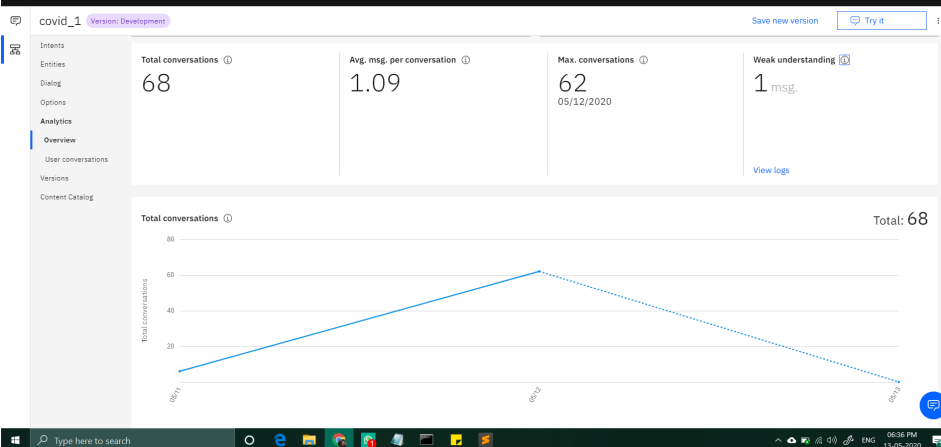 covid_1 Version: Development
Save new version
Try it
Intents
Entities
Dialog
Options
Analytics
Overview
User conversations
Versions
Content Catalog
Total conversations
68
Avg. msg. per conversation
1.09
Max. conversations
62
05/12/2020
Weak understanding
1 msg.
View logs
Total conversations
Total: 68
80
60
40
20
Total conversations
05/11
05/12
05/13
Type here to search
ENG
06:36 PM
13-05-2020